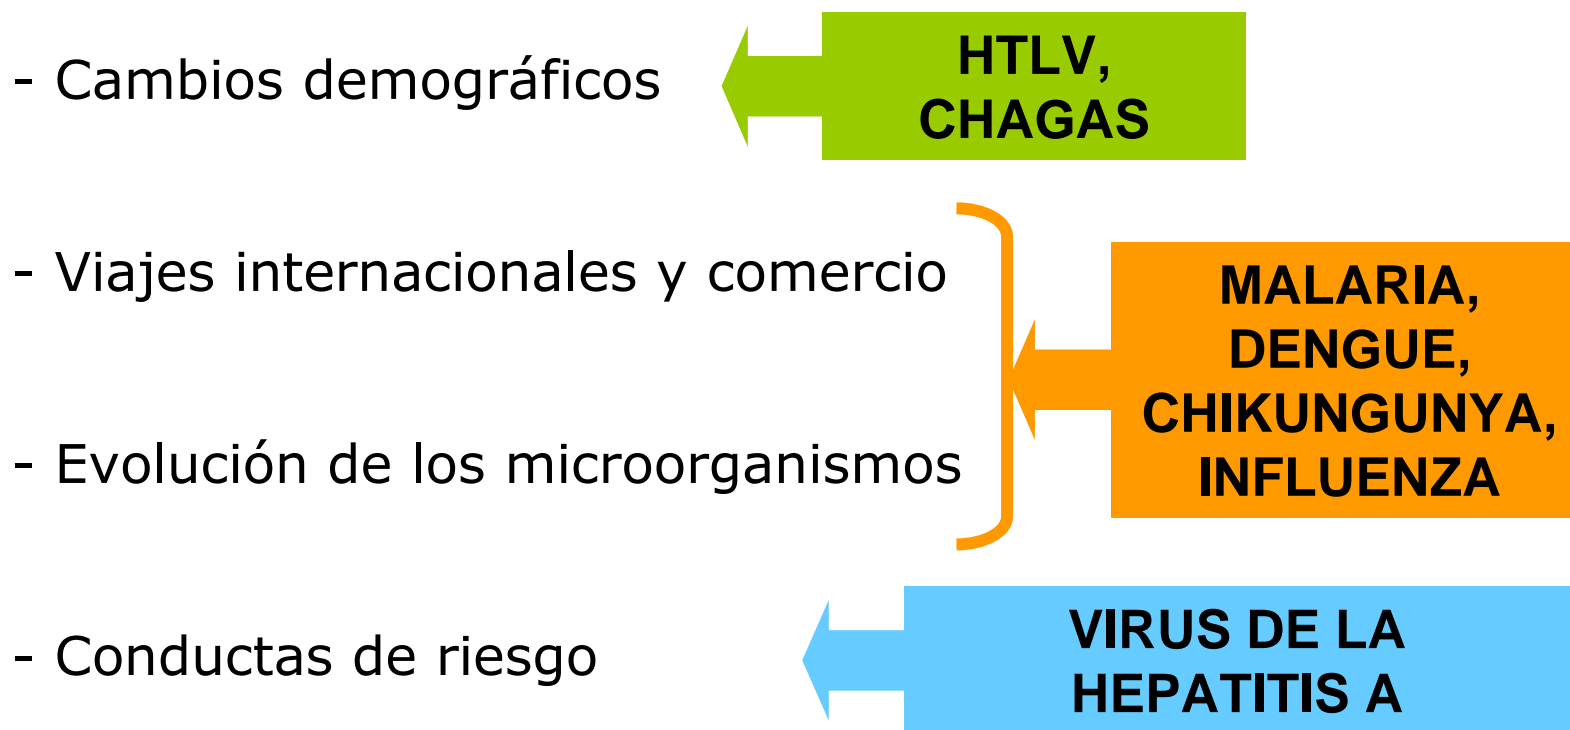 - Cambios demográficos
HTLV,
CHAGAS
- Viajes internacionales y comercio
- Evolución de los microorganismos
MALARIA,
DENGUE,
CHIKUNGUNYA,
INFLUENZA
- Conductas de riesgo
VIRUS DE LA
HEPATITIS A